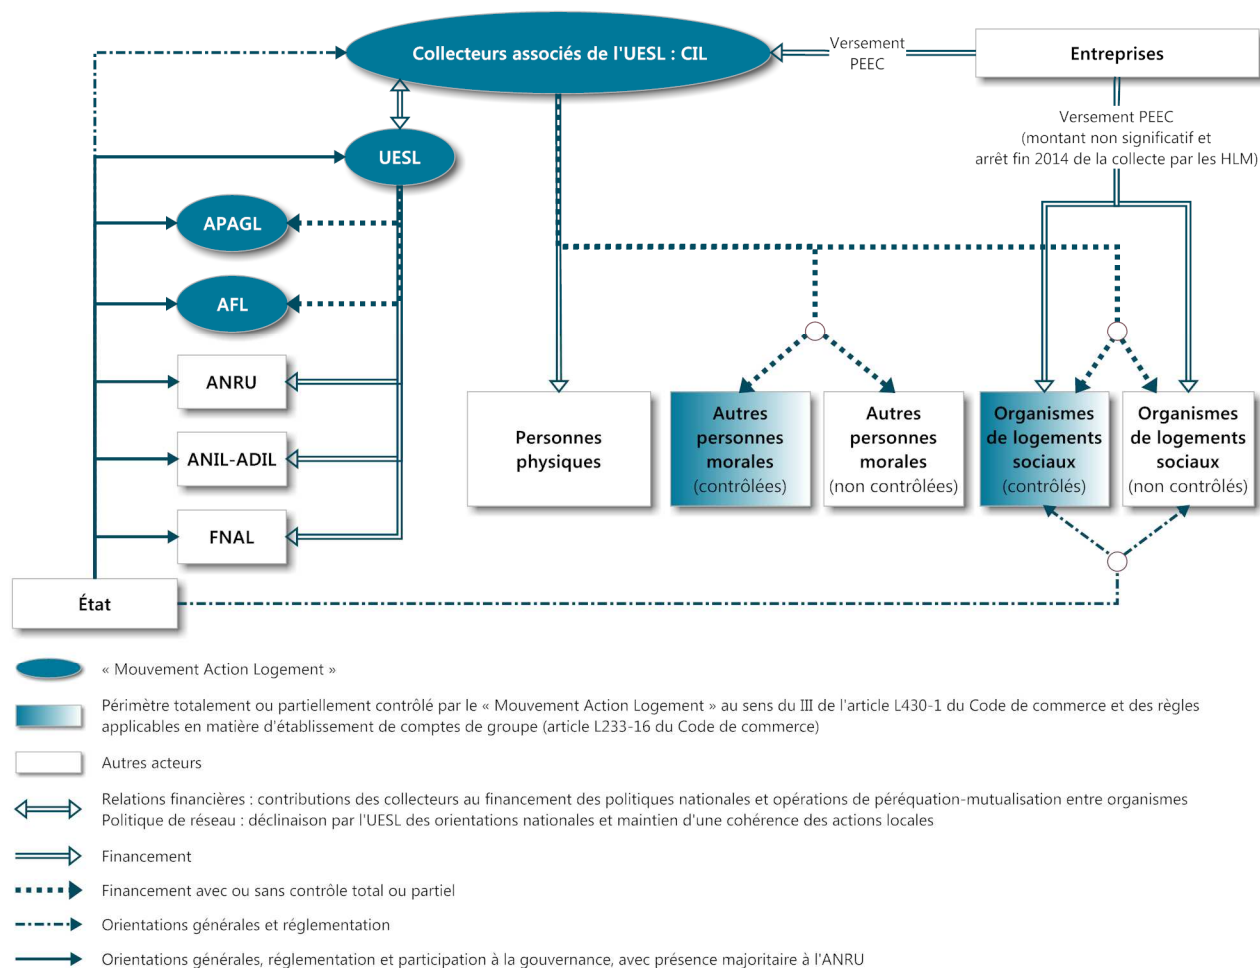 Collecteurs associés de l'UESL : CIL
Versement
PEEC
Entreprises
Versement PEEC
(montant non significatif et
arrêt fin 2014 de la collecte par les HLM)
UESL
APAGL
AFL
ANRU
ANIL-ADIL
FNAL
État
Personnes
physiques
Autres
personnes
morales
(contrôlées)
Autres
personnes
morales
(non contrôlées)
Organismes
de logements
sociaux
(contrôlés)
Organismes
de logements
sociaux
(non contrôlés)
« Mouvement Action Logement »
Périmètre totalement ou partiellement contrôlé par le « Mouvement Action Logement » au sens du III de l'article L430-1 du Code de commerce et des règles
applicables en matière d'établissement de comptes de groupe (article L233-16 du Code de commerce)
Autres acteurs
Relations financières : contributions des collecteurs au financement des politiques nationales et opérations de péréquation-mutualisation entre organismes
Politique de réseau : déclinaison par l'UESL des orientations nationales et maintien d'une cohérence des actions locales
Financement
Financement avec ou sans contrôle total ou partiel
Orientations générales et réglementation
Orientations générales, réglementation et participation à la gouvernance, avec présence majoritaire à l'ANRU